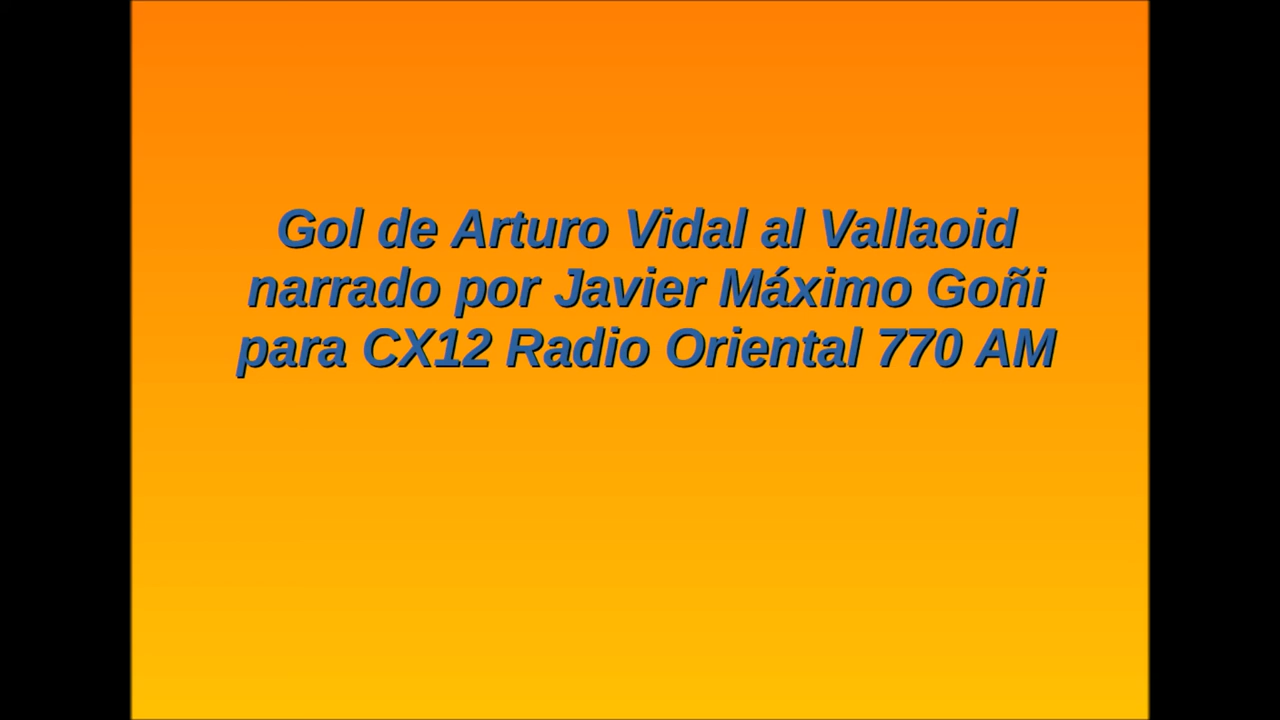 Gol de Arturo Vidal al Vallaoid
narrado por Javier Máximo Goñi
para CX12 Radio Oriental 770 AM